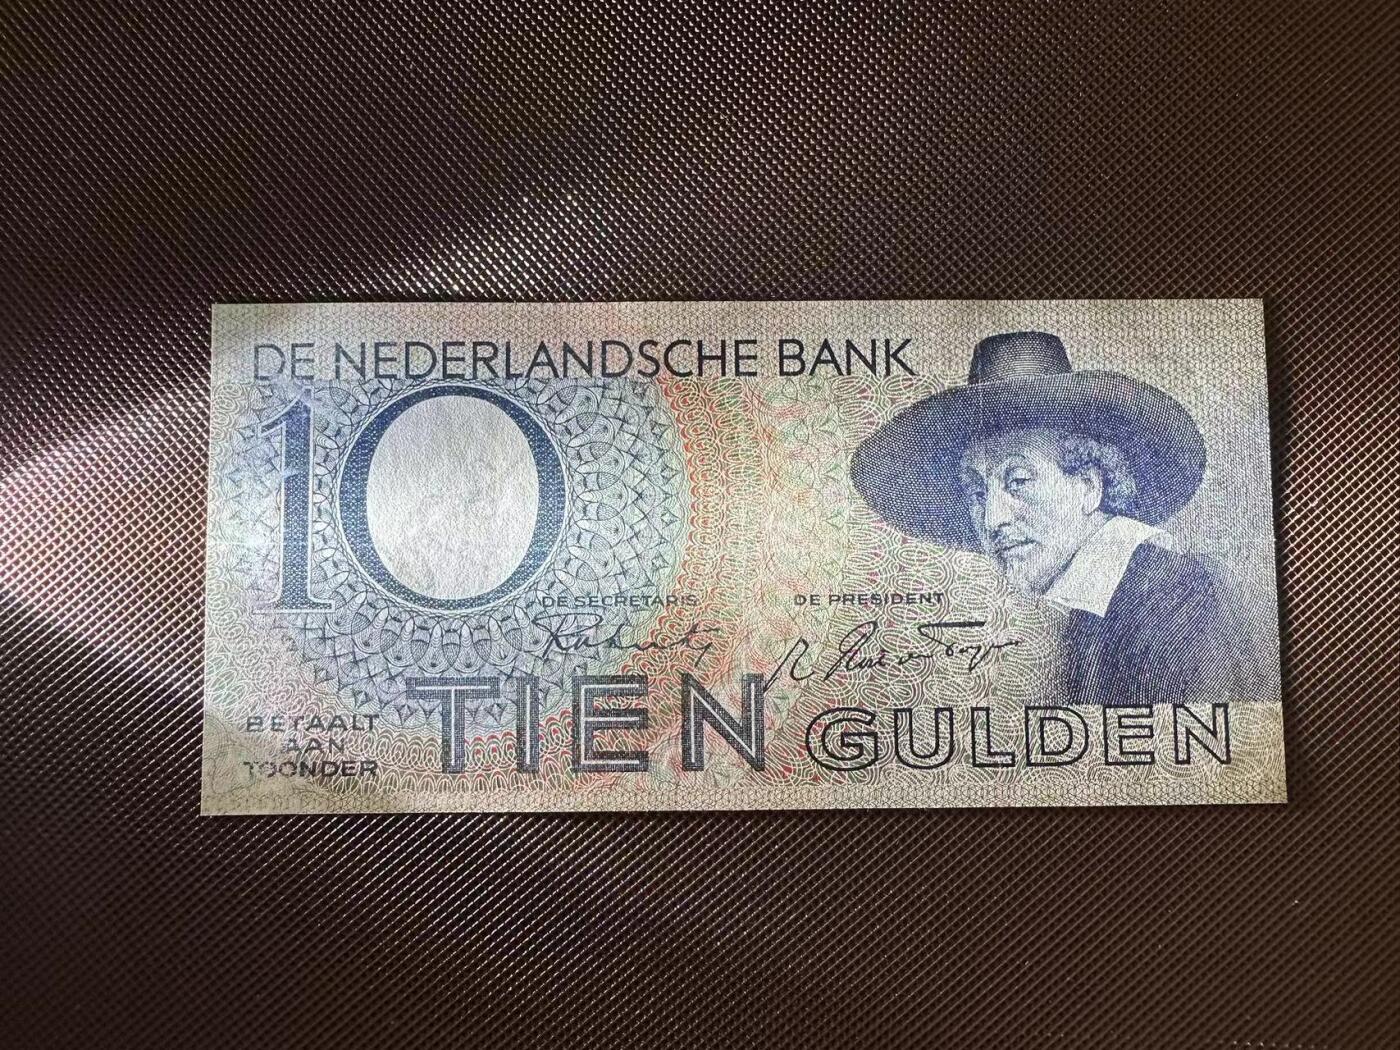 DE NEDERLANDSCHE BANK
10
DE SECRETARIS
DE PRESIDENT
BETAALT
AAN
TOONDER
TIEN GULDEN